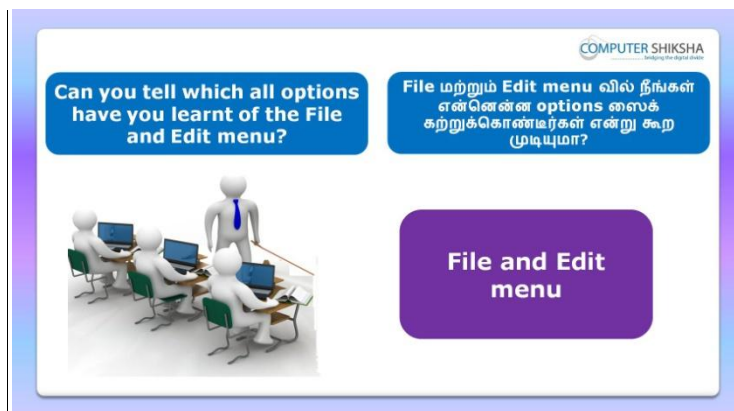 COMPUTER SHIKSHA
bridging the digital divide
Can you tell which all options
have you learnt of the File
and Edit menu?
File மற்றும் Edit menu வில் நீங்கள்
என்னென்ன options ஸைக்
கற்றுக்கொண்டீர்கள் என்று கூற
முடியுமா?
File and Edit
menu